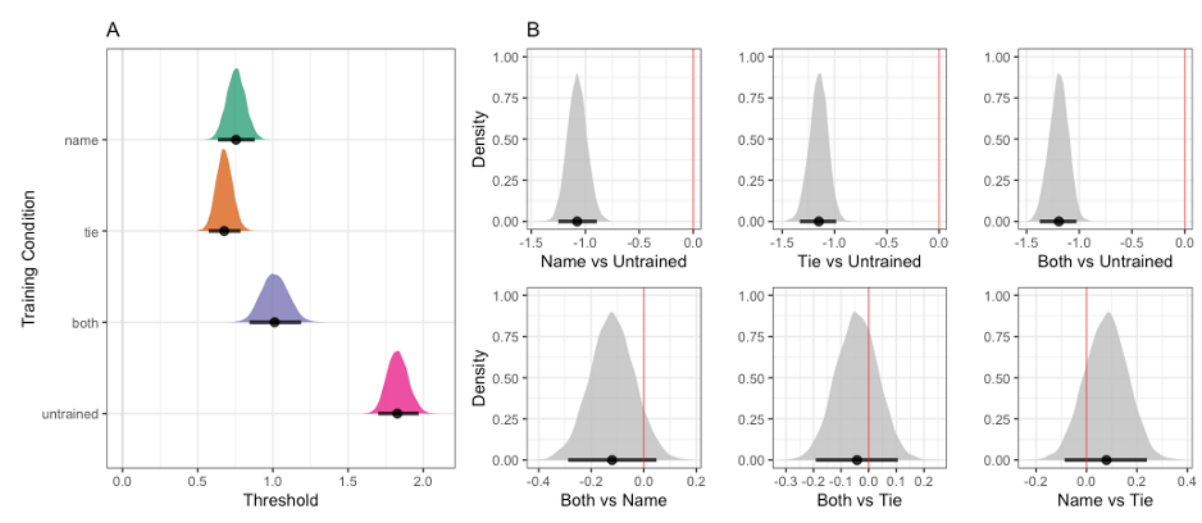 A
B
Training Condition
name
tie
both
untrained
0.0 0.5 1.0 1.5 2.0
Threshold
Density
1.00
0.75
0.50
0.25
0.00
-1.5 -1.0 -0.5 0.0
Name vs Untrained
1.00
0.75
0.50
0.25
0.00
-1.5 -1.0 -0.5 0.0
Tie vs Untrained
1.00
0.75
0.50
0.25
0.00
-1.5 -1.0 -0.5 0.0
Both vs Untrained
Density
1.00
0.75
0.50
0.25
0.00
-0.4 -0.2 0.0 0.2
Both vs Name
1.00
0.75
0.50
0.25
0.00
-0.3 -0.2 -0.1 0.0 0.1 0.2
Both vs Tie
1.00
0.75
0.50
0.25
0.00
-0.2 0.0 0.2 0.4
Name vs Tie